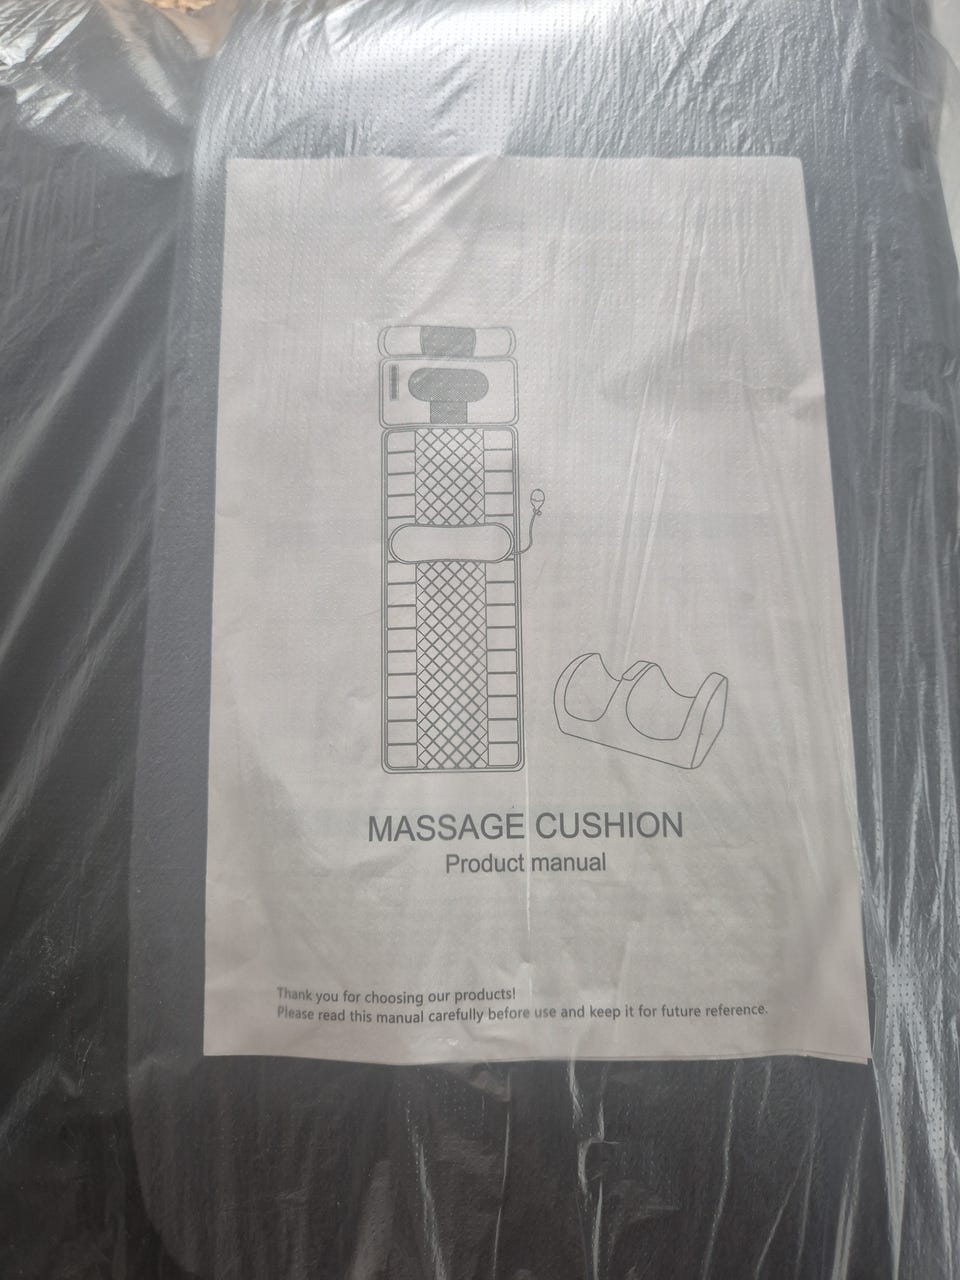 MASSAGE CUSHION
Product manual
Thank you for choosing our products!
Please read this manual carefully before use and keep it for future reference.